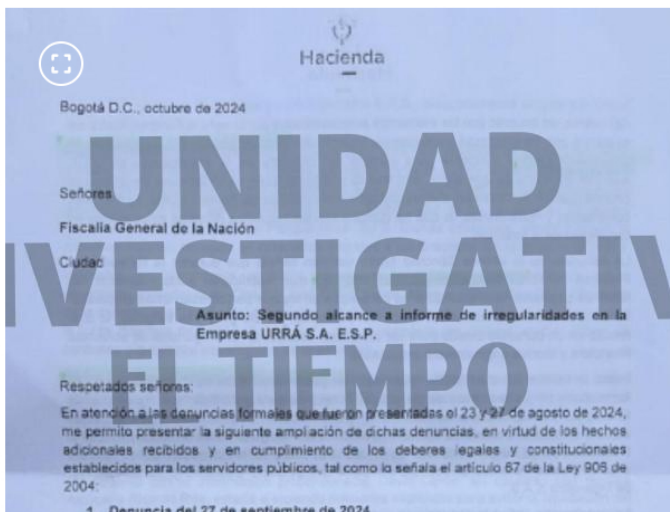 Hacienda
Bogotá D.C., octubre de 2024
UNIDAD
Señores
Fiscalía General de la Nación
Ciudad
NVESTIGATIV
Asunto: Segundo alcance a informe de irregularidades en la
Empresa URRÁ S.A. E.S.P.
EL TIEMPO
Respetados señores:
En atención a las denuncias formales que fueron presentadas el 23 y 27 de agosto de 2024,
me permito presentar la siguiente ampliación de dichas denuncias, en virtud de los hechos
adicionales recibidos y en cumplimiento de los deberes legales y constitucionales
establecidos para los servidores públicos, tal como lo señala el artículo 67 de la Ley 906 de
2004:
1. Denuncia del 27 de septiembre de 2024